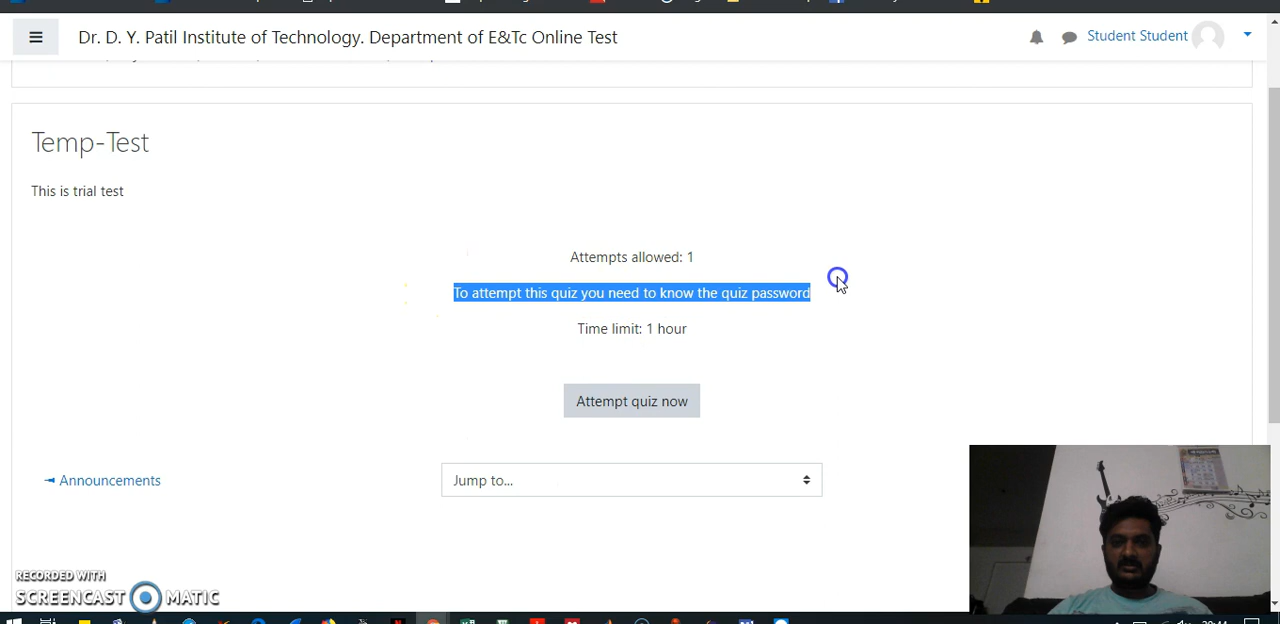 Dr. D. Y. Patil Institute of Technology. Department of E&Tc Online Test
Student Student
Temp-Test
This is trial test
Attempts allowed: 1
To attempt this quiz you need to know the quiz password
Time limit: 1 hour
Attempt quiz now
◄ Announcements
Jump to...
RECORDED WITH
SCREENCAST MATIC